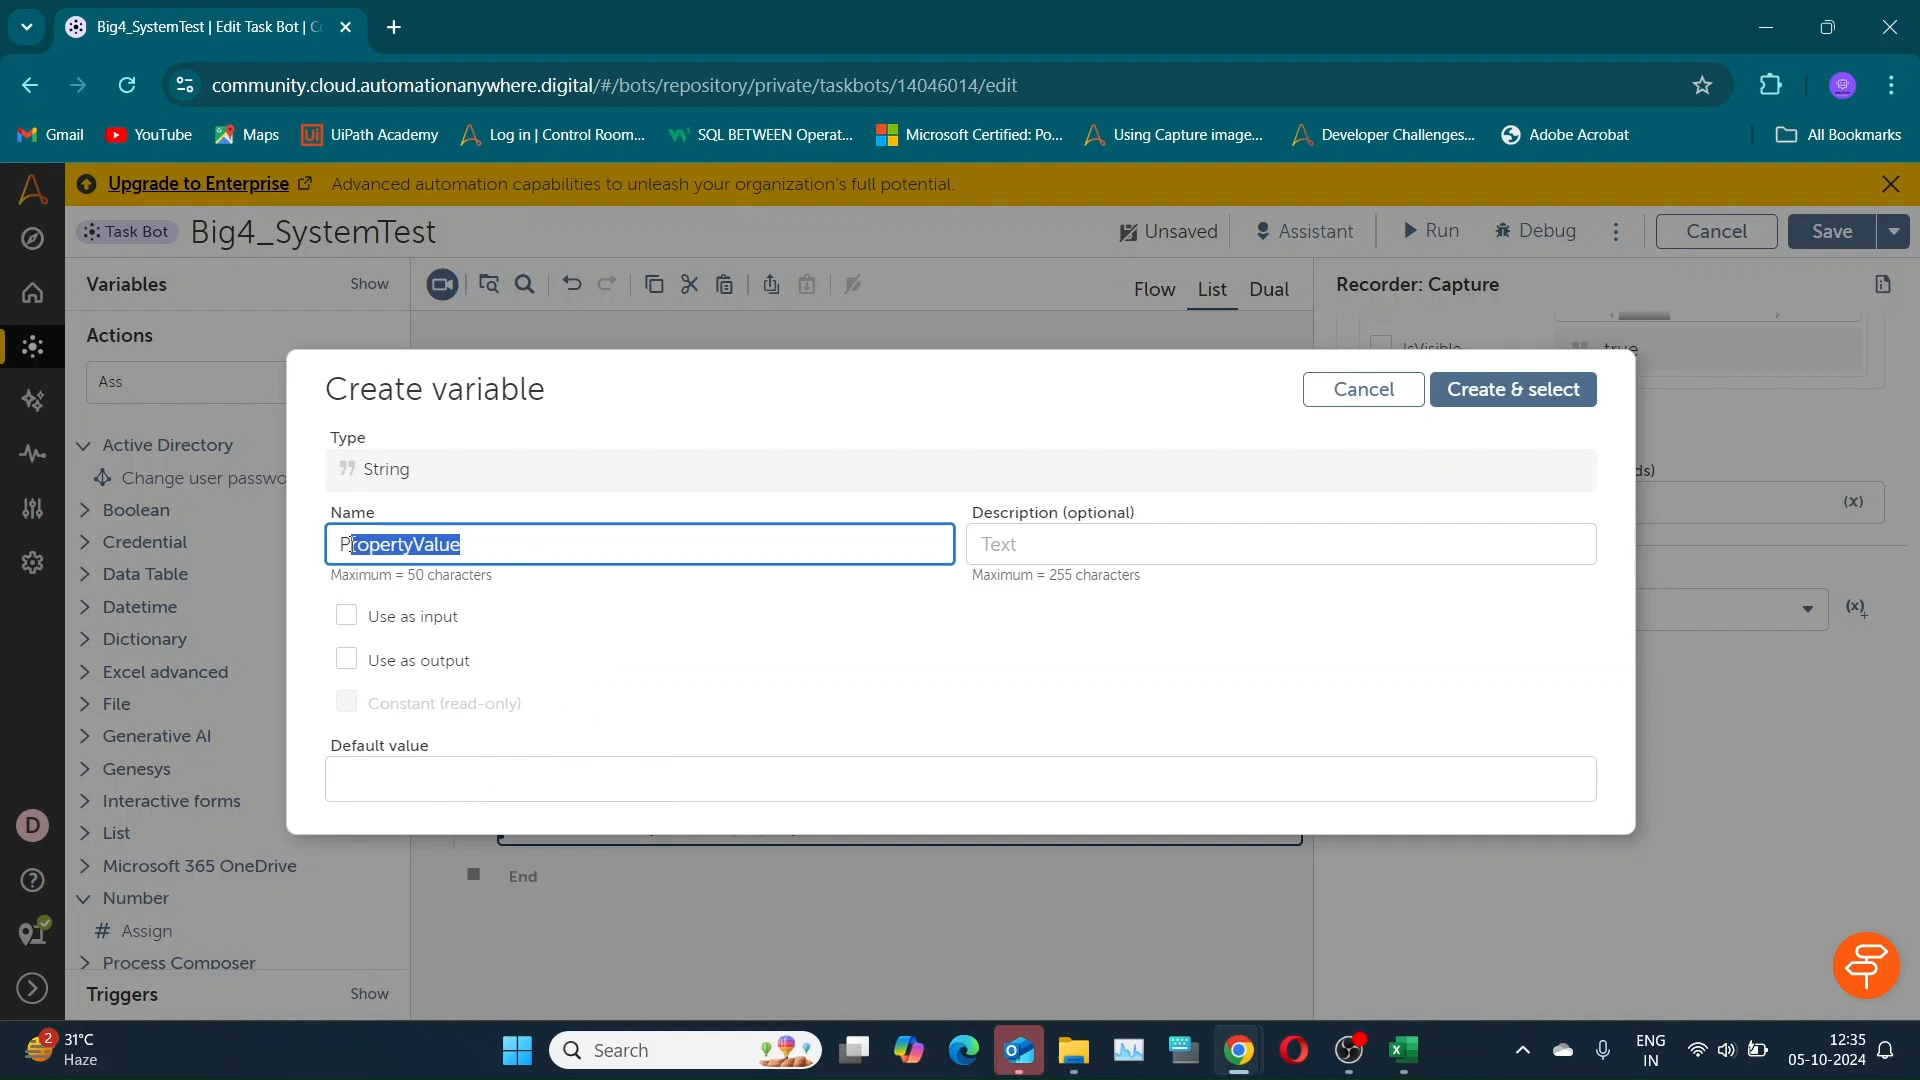 Big4_SystemTest | Edit Task Bot | Co
community.cloud.automationanywhere.digital/#/bots/repository/private/taskbots/14046014/edit
Gmail YouTube Maps UiPath Academy Log in | Control Room... SQL BETWEEN Operat... Microsoft Certified: Po... Using Capture image... Developer Challenges... Adobe Acrobat All Bookmarks
Upgrade to Enterprise Advanced automation capabilities to unleash your organization's full potential.
Task Bot Big4_SystemTest Unsaved Assistant Run Debug Cancel Save
Variables Show Flow List Dual Recorder: Capture
Actions
IsVisible true
Ass
Create variable Cancel Create & select
Type
Active Directory
String ds)
Change user passwo
Boolean Name Description (optional) (x)
Credential PropertyValue Text
Data Table Maximum = 50 characters Maximum = 255 characters
Datetime Use as input (x)+
Dictionary
Excel advanced Use as output
File Constant (read-only)
Generative AI Default value
Genesys
Interactive forms
D
List
Microsoft 365 OneDrive End
Number
Assign
Process Composer
Triggers Show
2 31°C
Haze
Search
ENG
IN
12:35
05-10-2024